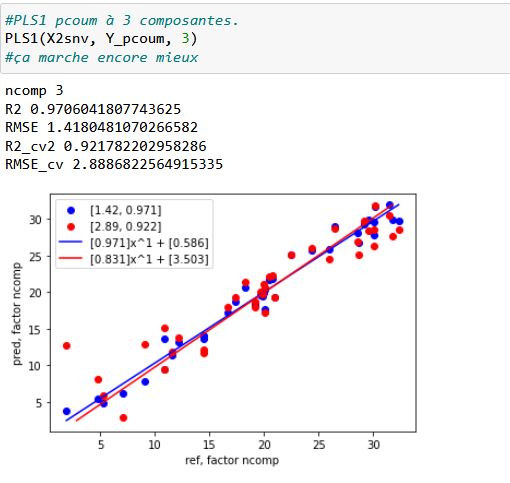 #PLS1 pcoum à 3 composantes.
PLS1(X2snv, Y_pcoum, 3)
#ça marche encore mieux
ncomp 3
R2 0.9706041807743625
RMSE 1.4180481070266582
R2_cv2 0.921782202958286
RMSE_cv 2.8886822564915335
[1.42, 0.971]
[2.89, 0.922]
[0.971]x^1 + [0.586]
[0.831]x^1 + [3.503]
pred, factor ncomp
30
25
20
15
10
5
5 10 15 20 25 30
ref, factor ncomp